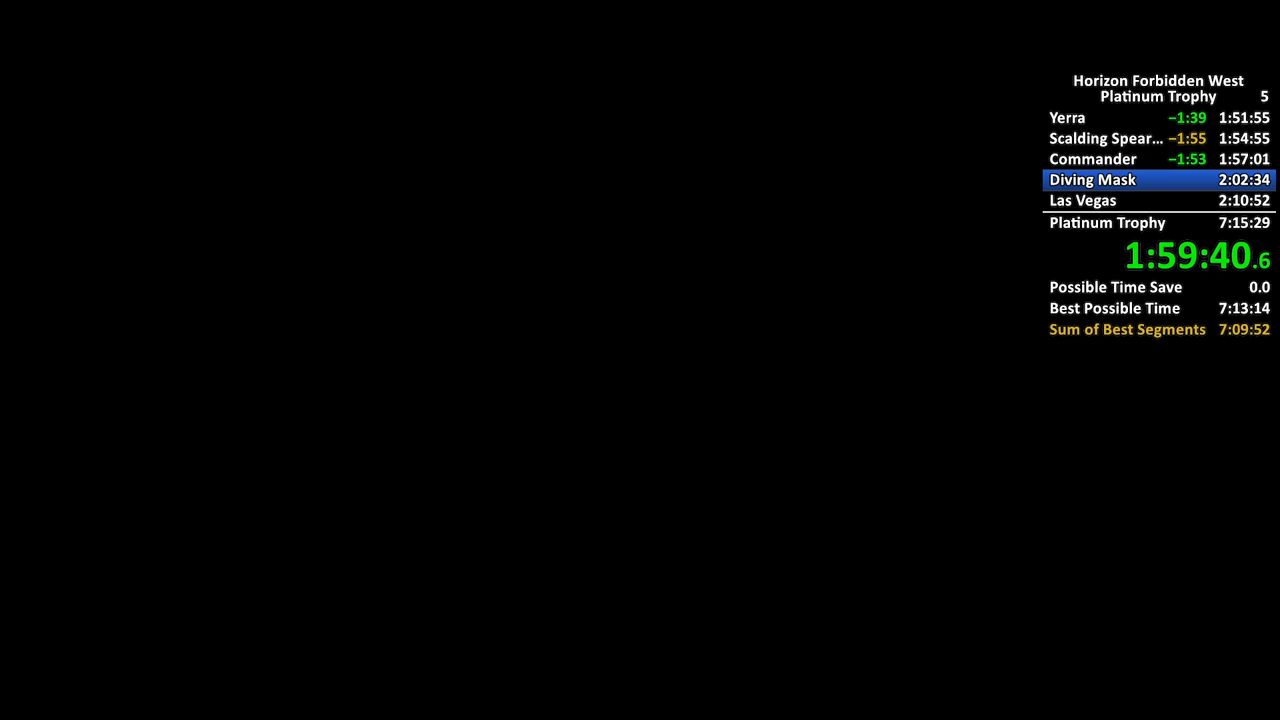 Horizon Forbidden West
Platinum Trophy 5
Yerra −1:39 1:51:55
Scalding Spear... −1:55 1:54:55
Commander −1:53 1:57:01
Diving Mask 2:02:34
Las Vegas 2:10:52
Platinum Trophy 7:15:29
1:59:40.6
Possible Time Save 0.0
Best Possible Time 7:13:14
Sum of Best Segments 7:09:52